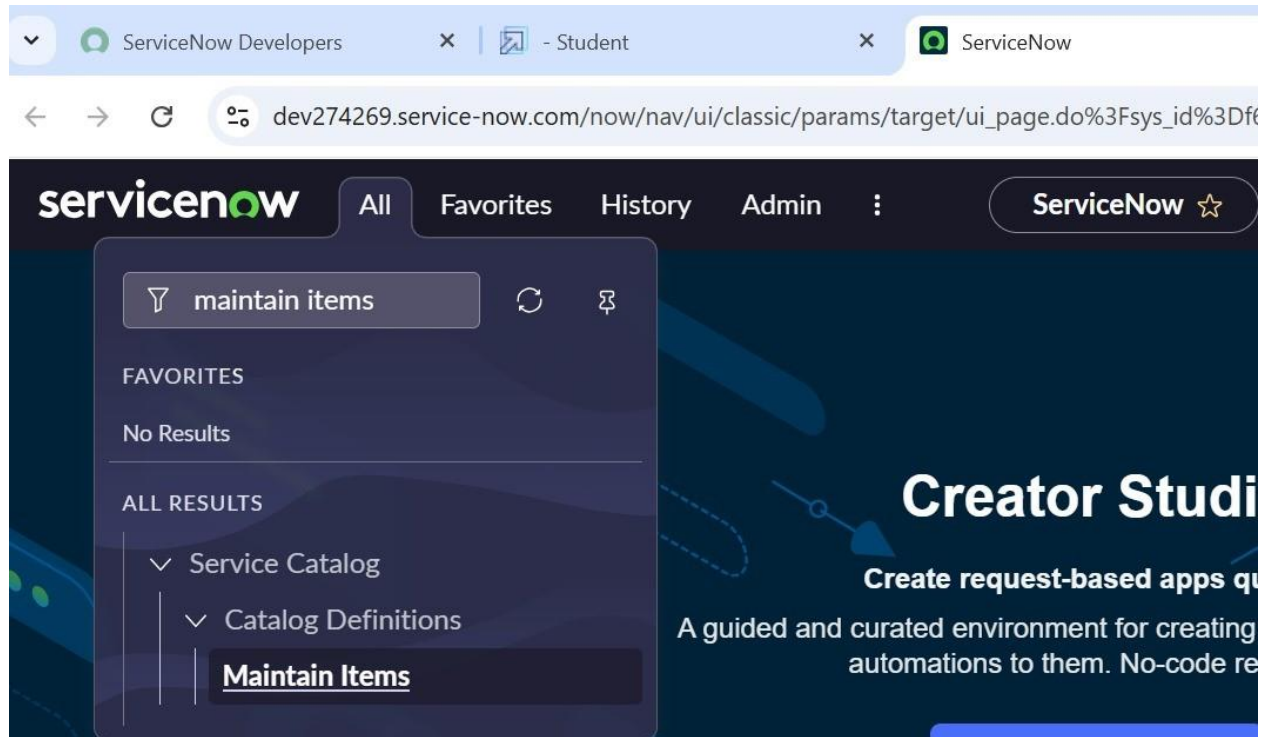 ServiceNow Developers - Student ServiceNow
dev274269.service-now.com/now/nav/ui/classic/params/target/ui_page.do%3Fsys_id%3Df6
servicenow All Favorites History Admin ServiceNow
maintain items
FAVORITES
No Results
ALL RESULTS
Service Catalog
Catalog Definitions
Maintain Items
Creator Studi
Create request-based apps qu
A guided and curated environment for creating
automations to them. No-code re